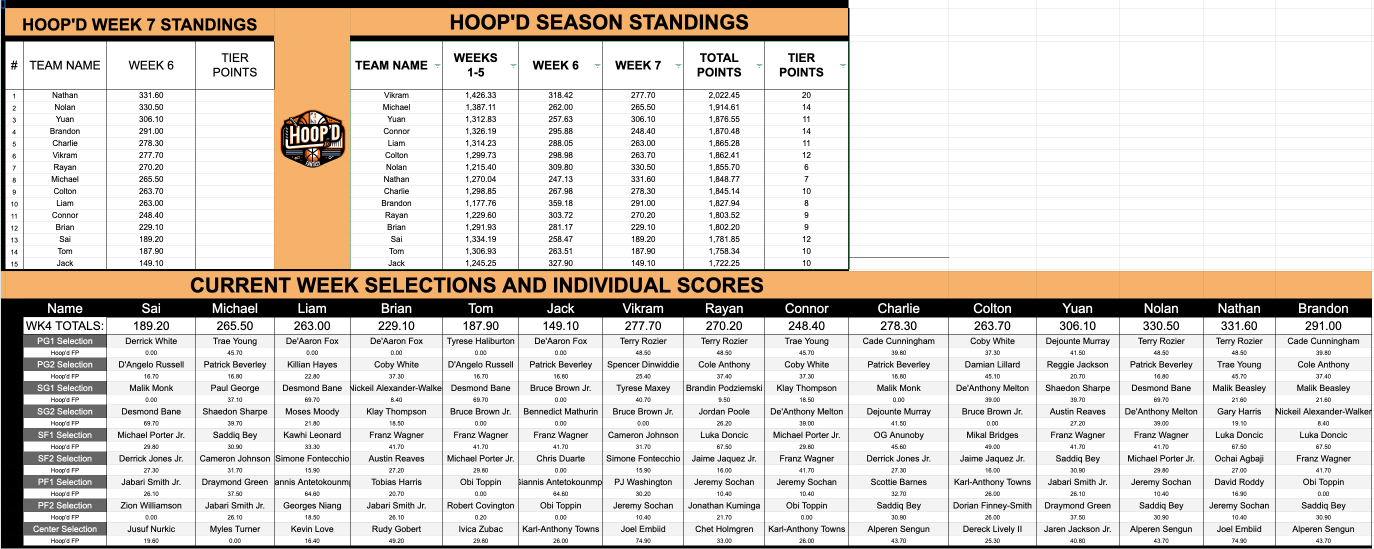 HOOP'D WEEK 7 STANDINGS HOOP'D SEASON STANDINGS
# TEAM NAME WEEK 6 TIER POINTS TEAM NAME WEEKS 1-5 WEEK 6 WEEK 7 TOTAL POINTS TIER POINTS
1 Nathan 331.60 Vikram 1,426.33 318.42 277.70 2,022.45 20
2 Nolan 330.50 Michael 1,387.11 262.00 265.50 1,914.61 14
3 Yuan 306.10 Yuan 1,312.83 257.63 306.10 1,876.55 11
4 Brandon 291.00 Connor 1,326.19 295.88 248.40 1,870.48 14
5 Charlie 278.30 Liam 1,314.23 288.05 263.00 1,865.28 11
6 Vikram 277.70 Colton 1,299.73 298.98 263.70 1,862.41 12
7 Rayan 270.20 Nolan 1,215.40 309.80 330.50 1,855.70 6
8 Michael 265.50 Nathan 1,270.04 247.13 331.60 1,848.77 7
9 Colton 263.70 Charlie 1,298.85 267.98 278.30 1,845.14 10
10 Liam 263.00 Brandon 1,177.76 359.18 291.00 1,827.94 8
11 Connor 248.40 Rayan 1,229.60 303.72 270.20 1,803.52 9
12 Brian 229.10 Brian 1,291.93 281.17 229.10 1,802.20 9
13 Sai 189.20 Sai 1,334.19 258.47 189.20 1,781.85 12
14 Tom 187.90 Tom 1,306.93 263.51 187.90 1,758.34 10
15 Jack 149.10 Jack 1,245.25 327.90 149.10 1,722.25 10
HOOP'D
CURRENT WEEK SELECTIONS AND INDIVIDUAL SCORES
Name Sai Michael Liam Brian Tom Jack Vikram Rayan Connor Charlie Colton Yuan Nolan Nathan Brandon
WK4 TOTALS: 189.20 265.50 263.00 229.10 187.90 149.10 277.70 270.20 248.40 278.30 263.70 306.10 330.50 331.60 291.00
PG1 Selection Derrick White Trae Young De'Aaron Fox De'Aaron Fox Tyrese Haliburton De'Aaron Fox Terry Rozier Terry Rozier Trae Young Cade Cunningham Coby White Dejounte Murray Terry Rozier Terry Rozier Cade Cunningham
Hoop'd FP 0.00 45.70 0.00 0.00 0.00 0.00 48.50 48.50 45.70 39.80 37.30 41.50 48.50 48.50 39.80
PG2 Selection D'Angelo Russell Patrick Beverley Killian Hayes Coby White D'Angelo Russell Patrick Beverley Spencer Dinwiddie Cole Anthony Coby White Patrick Beverley Damian Lillard Reggie Jackson Patrick Beverley Trae Young Cole Anthony
Hoop'd FP 16.70 16.80 22.80 37.30 16.70 16.80 25.40 37.40 37.30 16.80 45.10 20.70 16.80 45.70 37.40
SG1 Selection Malik Monk Paul George Desmond Bane Nickeil Alexander-Walke Desmond Bane Bruce Brown Jr. Tyrese Maxey Brandin Podziemski Klay Thompson Malik Monk De'Anthony Melton Shaedon Sharpe Desmond Bane Malik Beasley Malik Beasley
Hoop'd FP 0.00 37.10 69.70 8.40 69.70 0.00 40.70 9.90 18.50 0.00 39.00 39.70 69.70 21.60 21.60
SG2 Selection Desmond Bane Shaedon Sharpe Moses Moody Klay Thompson Bruce Brown Jr. Bennedict Mathurin Bruce Brown Jr. Jordan Poole De'Anthony Melton Dejounte Murray Bruce Brown Jr. Austin Reaves De'Anthony Melton Gary Harris Nickeil Alexander-Walker
Hoop'd FP 69.70 39.70 21.80 18.50 0.00 0.00 0.00 26.20 39.00 41.50 0.00 27.20 39.00 19.10 8.40
SF1 Selection Michael Porter Jr. Saddiq Bey Kawhi Leonard Franz Wagner Franz Wagner Franz Wagner Cameron Johnson Luka Doncic Michael Porter Jr. OG Anunoby Mikal Bridges Franz Wagner Franz Wagner Luka Doncic Luka Doncic
Hoop'd FP 29.80 30.90 33.30 41.70 41.70 41.70 31.70 67.50 29.80 45.60 49.00 41.70 41.70 67.50 67.50
SF2 Selection Derrick Jones Jr. Cameron Johnson Simone Fontecchio Austin Reaves Michael Porter Jr. Chris Duarte Simone Fontecchio Jaime Jaquez Jr. Franz Wagner Derrick Jones Jr. Jaime Jaquez Jr. Saddiq Bey Michael Porter Jr. Ochai Agbaji Franz Wagner
Hoop'd FP 27.30 31.70 15.90 27.20 29.80 0.00 15.90 16.00 41.70 27.30 16.00 30.90 29.80 27.00 41.70
PF1 Selection Jabari Smith Jr. Draymond Green iannis Antetokounmp Tobias Harris Obi Toppin Giannis Antetokounmp PJ Washington Jeremy Sochan Jeremy Sochan Scottie Barnes Karl-Anthony Towns Jabari Smith Jr. Jeremy Sochan David Roddy Obi Toppin
Hoop'd FP 26.10 37.50 64.60 20.70 0.00 64.60 30.20 10.40 10.40 32.70 26.00 26.10 10.40 16.90 0.00
PF2 Selection Zion Williamson Jabari Smith Jr. Georges Niang Jabari Smith Jr. Robert Covington Obi Toppin Jeremy Sochan Jonathan Kuminga Obi Toppin Saddiq Bey Dorian Finney-Smith Draymond Green Saddiq Bey Jeremy Sochan Saddiq Bey
Hoop'd FP 0.00 26.10 18.50 26.10 0.20 0.00 10.40 21.70 0.00 30.90 26.00 37.50 30.90 10.40 30.90
Center Selection Jusuf Nurkic Myles Turner Kevin Love Rudy Gobert Ivica Zubac Karl-Anthony Towns Joel Embiid Chet Holmgren Karl-Anthony Towns Alperen Sengun Dereck Lively II Jaren Jackson Jr. Alperen Sengun Joel Embiid Alperen Sengun
Hoop'd FP 19.60 0.00 16.40 49.20 29.80 26.00 74.90 33.00 26.00 43.70 25.30 40.80 43.70 74.90 43.70